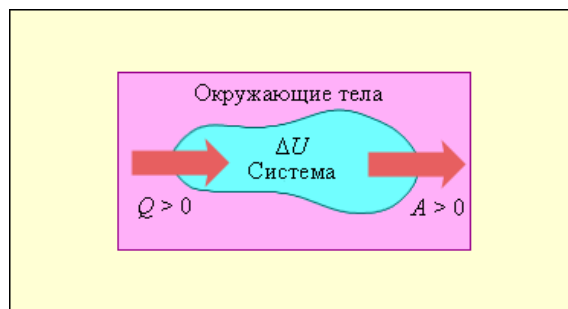 Окружающие тела
ΔU
Система
Q > 0
A > 0